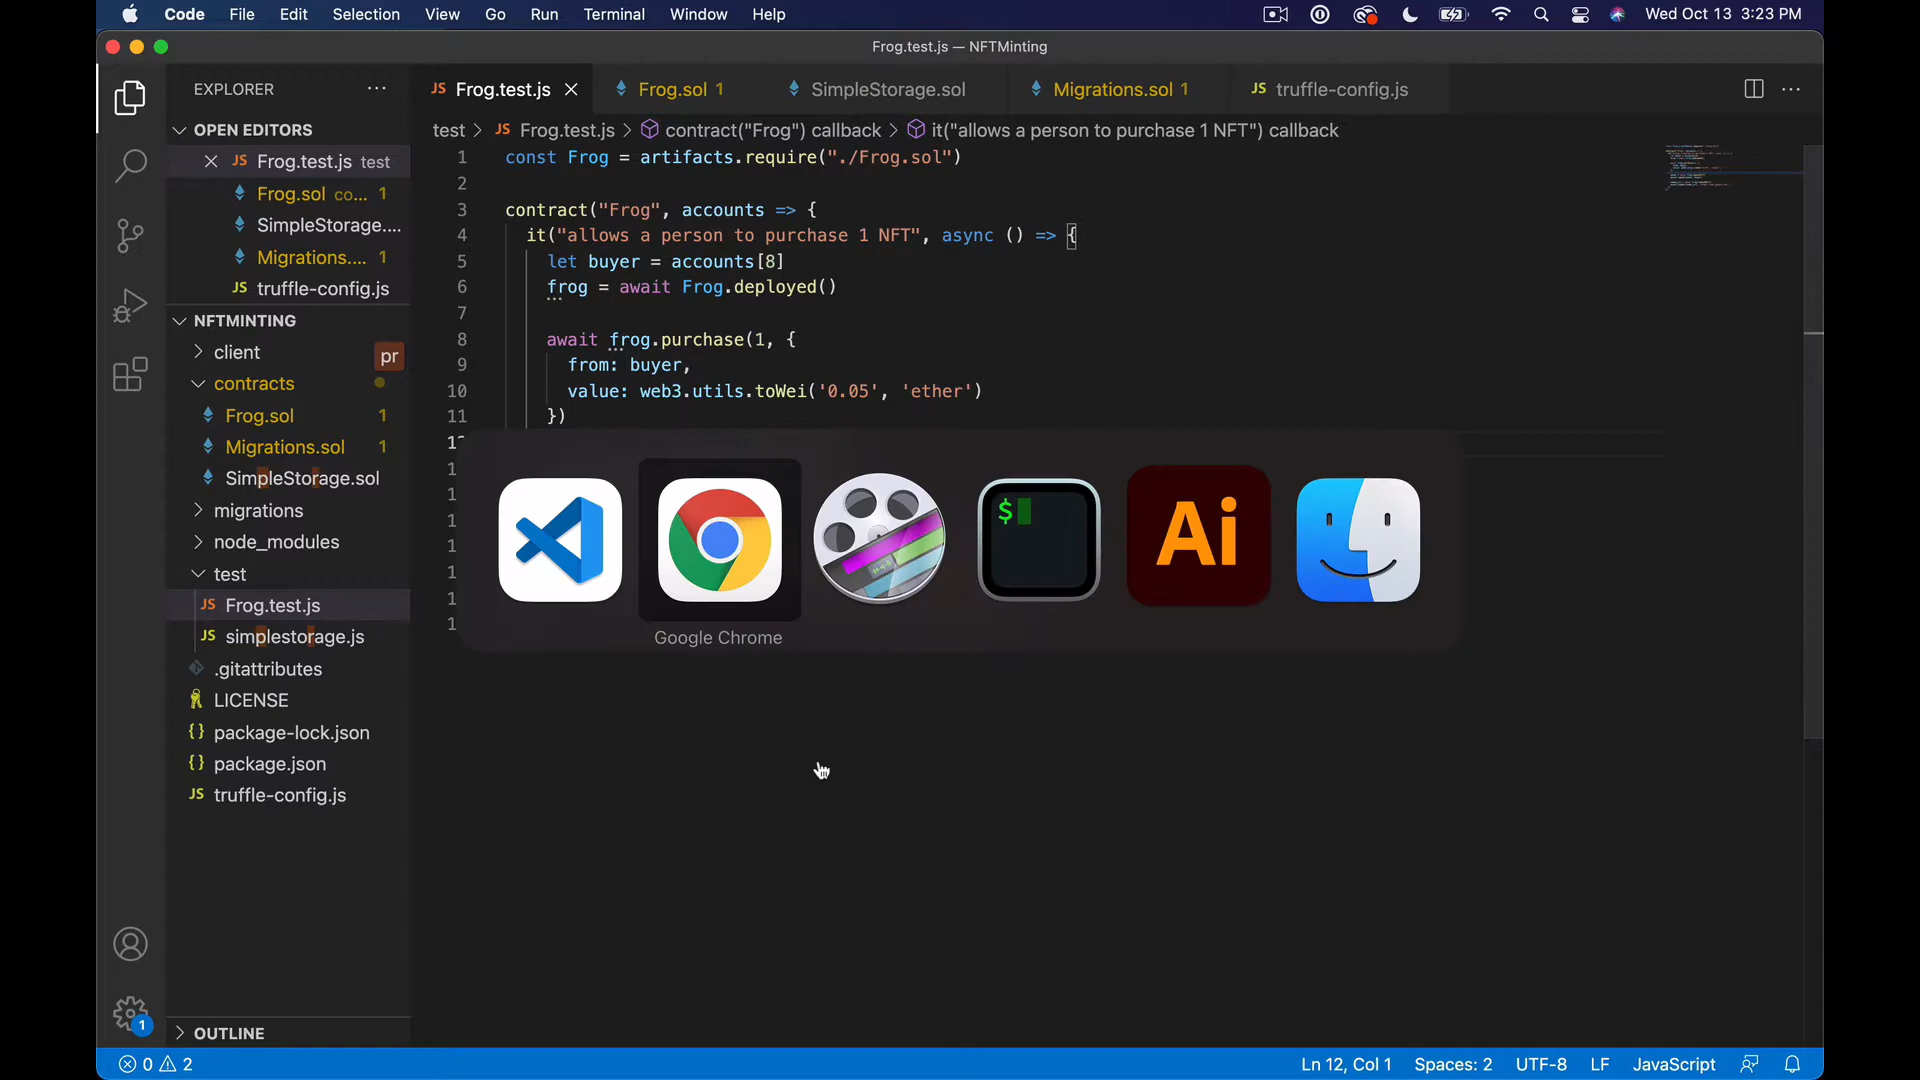 Code File Edit Selection View Go Run Terminal Window Help Wed Oct 13 3:23 PM
Frog.test.js — NFTMinting
EXPLORER ···
Frog.test.js Frog.sol 1 SimpleStorage.sol Migrations.sol 1 truffle-config.js ···
OPEN EDITORS
JS Frog.test.js test
Frog.sol co... 1
SimpleStorage....
Migrations.... 1
JS truffle-config.js
NFTMINTING
client
pr
contracts
Frog.sol 1
Migrations.sol 1
SimpleStorage.sol
migrations
node_modules
test
JS Frog.test.js
JS simplestorage.js
.gitattributes
LICENSE
{} package-lock.json
{} package.json
JS truffle-config.js
OUTLINE
test > JS Frog.test.js > contract("Frog") callback > it("allows a person to purchase 1 NFT") callback
1 const Frog = artifacts.require("./Frog.sol")
2
3 contract("Frog", accounts => {
4 it("allows a person to purchase 1 NFT", async () => {
5 let buyer = accounts[8]
6 frog = await Frog.deployed()
7
8 await frog.purchase(1, {
9 from: buyer,
10 value: web3.utils.toWei('0.05', 'ether')
11 })
$
Ai
Google Chrome
0 2 Ln 12, Col 1 Spaces: 2 UTF-8 LF JavaScript
1